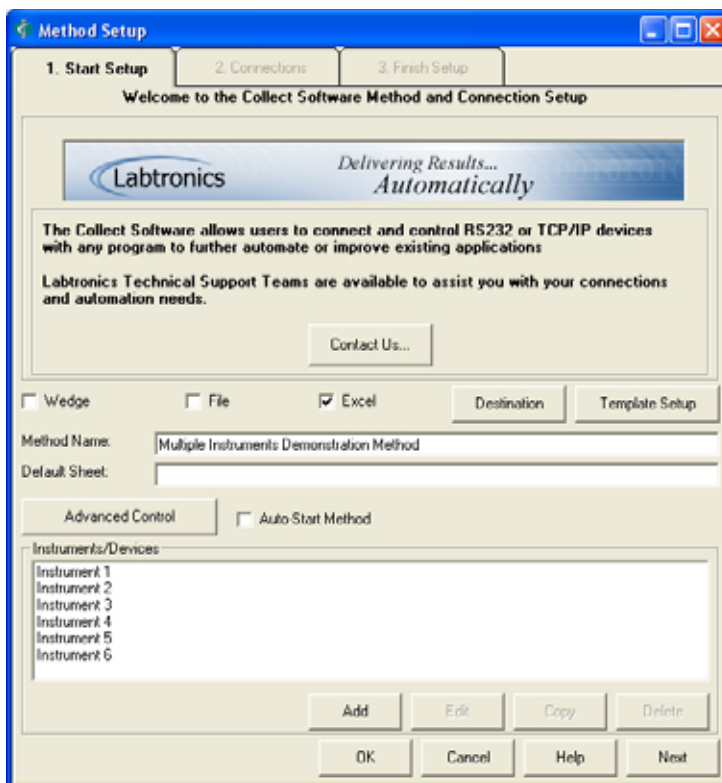 Method Setup
1. Start Setup
2. Connections
3. Finish Setup
Welcome to the Collect Software Method and Connection Setup
Labtronics
Delivering Results...
Automatically
The Collect Software allows users to connect and control RS232 or TCP/IP devices
with any program to further automate or improve existing applications
Labtronics Technical Support Teams are available to assist you with your connections
and automation needs.
Contact Us...
Wedge
File
Excel
Destination
Template Setup
Method Name:
Multiple Instruments Demonstration Method
Default Sheet:
Advanced Control
Auto-Start Method
Instruments/Devices
Instrument 1
Instrument 2
Instrument 3
Instrument 4
Instrument 5
Instrument 6
Add
Edit
Copy
Delete
OK
Cancel
Help
Next